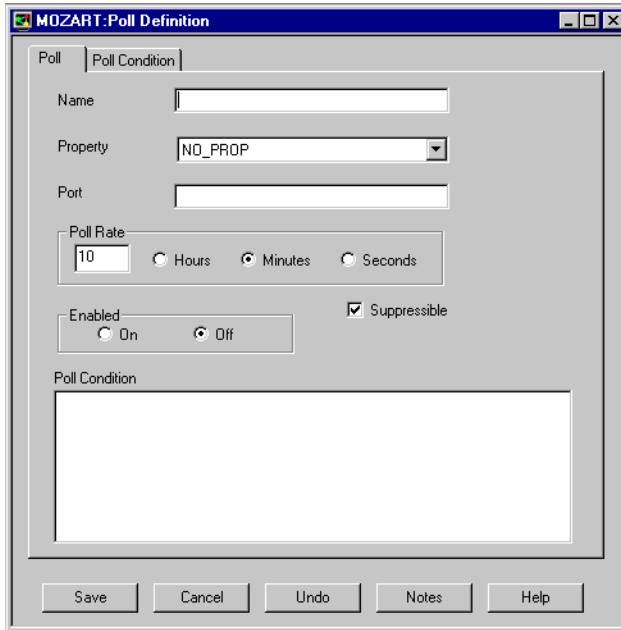 MOZART:Poll Definition
Poll Poll Condition
Name
Property NO_PROP
Port
Poll Rate
10 Hours Minutes Seconds
Enabled Suppressible
On Off
Poll Condition
Save Cancel Undo Notes Help